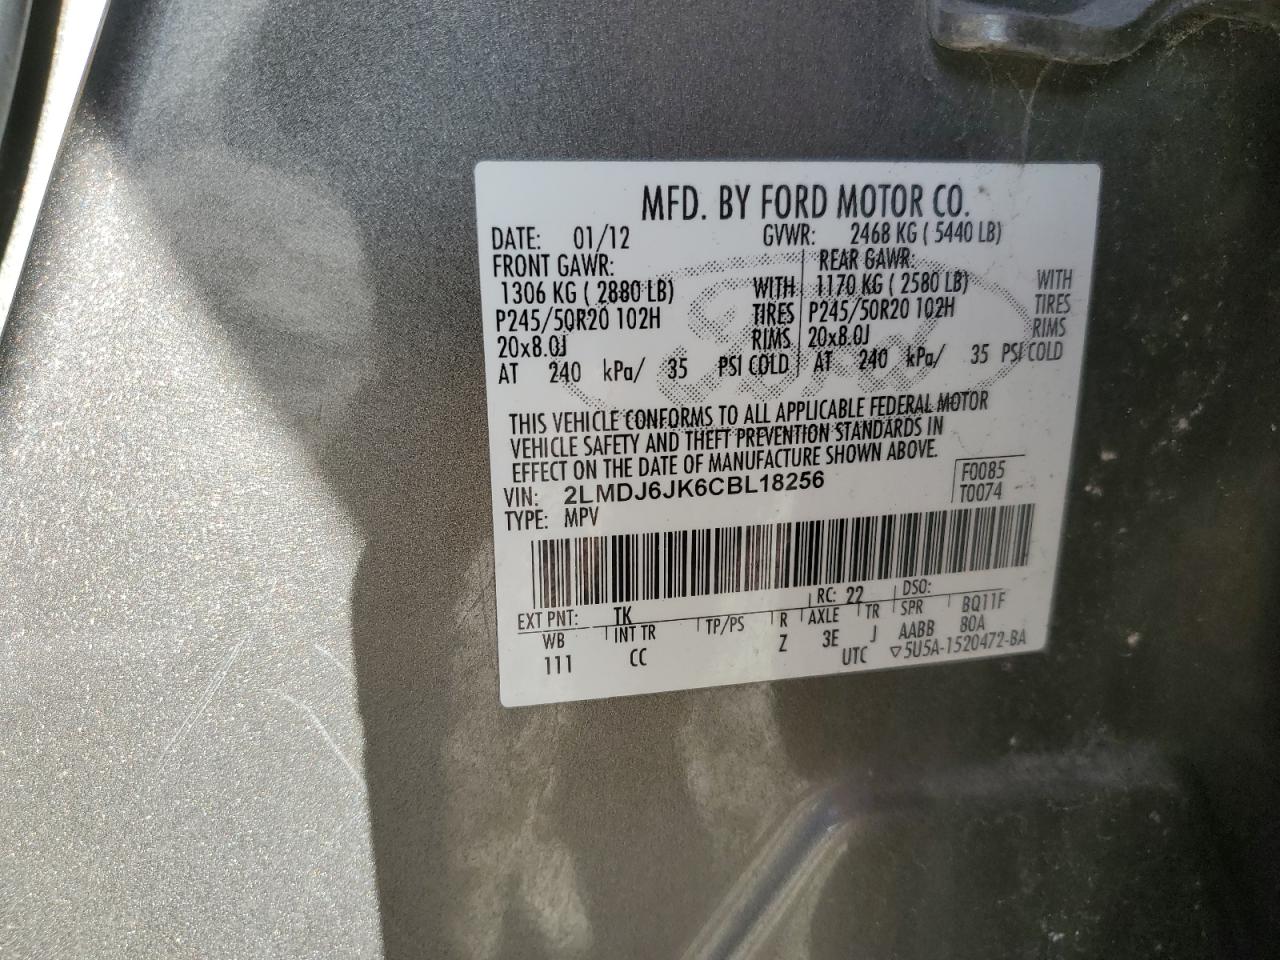 MFD. BY FORD MOTOR CO.
DATE: 01/12 GVWR: 2468 KG ( 5440 LB)
FRONT GAWR: REAR GAWR:
1306 KG ( 2880 LB) WITH 1170 KG ( 2580 LB) WITH
P245/50R20 102H TIRES P245/50R20 102H TIRES
20x8.0J RIMS 20x8.0J RIMS
AT 240 kPa/ 35 PSI COLD AT 240 kPa/ 35 PSI COLD
THIS VEHICLE CONFORMS TO ALL APPLICABLE FEDERAL MOTOR
VEHICLE SAFETY AND THEFT PREVENTION STANDARDS IN
EFFECT ON THE DATE OF MANUFACTURE SHOWN ABOVE.
VIN: 2LMDJ6JK6CBL18256 F0085
TYPE: MPV T0074
EXT PNT: TK RC: 22 DSO:
WB INT TR TP/PS R AXLE TR SPR BQ11F
111 CC Z 3E J AABB 80A
UTC ▽5U5A-1520472-BA